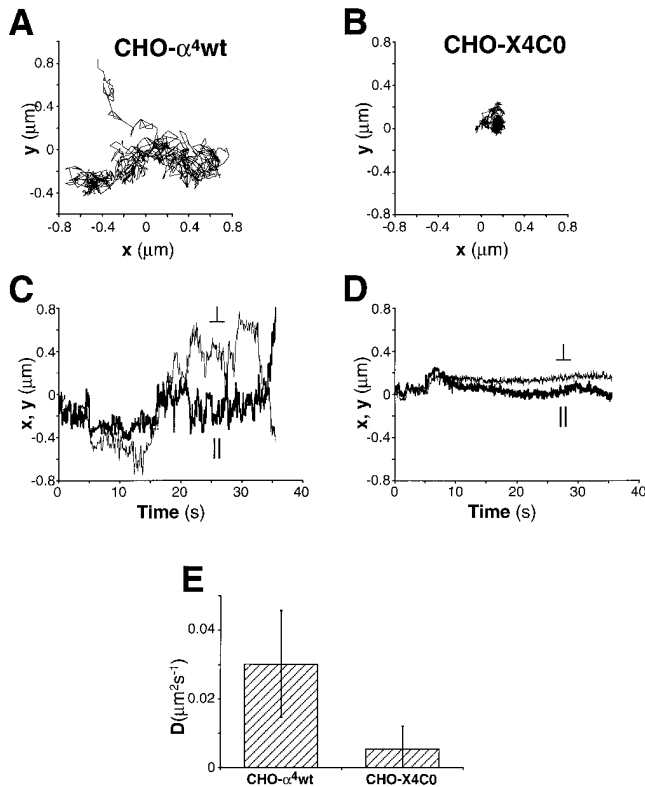 A
CHO-α⁴wt
0.8
0.4
0
-0.4
-0.8
y (μm)
-0.8 -0.4 0 0.4 0.8
x (μm)
B
CHO-X4C0
0.8
0.4
0
-0.4
-0.8
y (μm)
-0.8 -0.4 0 0.4 0.8
x (μm)
C
0.8
0.4
0
-0.4
-0.8
x, y (μm)
⊥
||
0 10 20 30 40
Time (s)
D
0.8
0.4
0
-0.4
-0.8
x, y (μm)
⊥
||
0 10 20 30 40
Time (s)
E
0.04
0.02
0
D(μm²s⁻¹)
CHO-α⁴wt CHO-X4C0